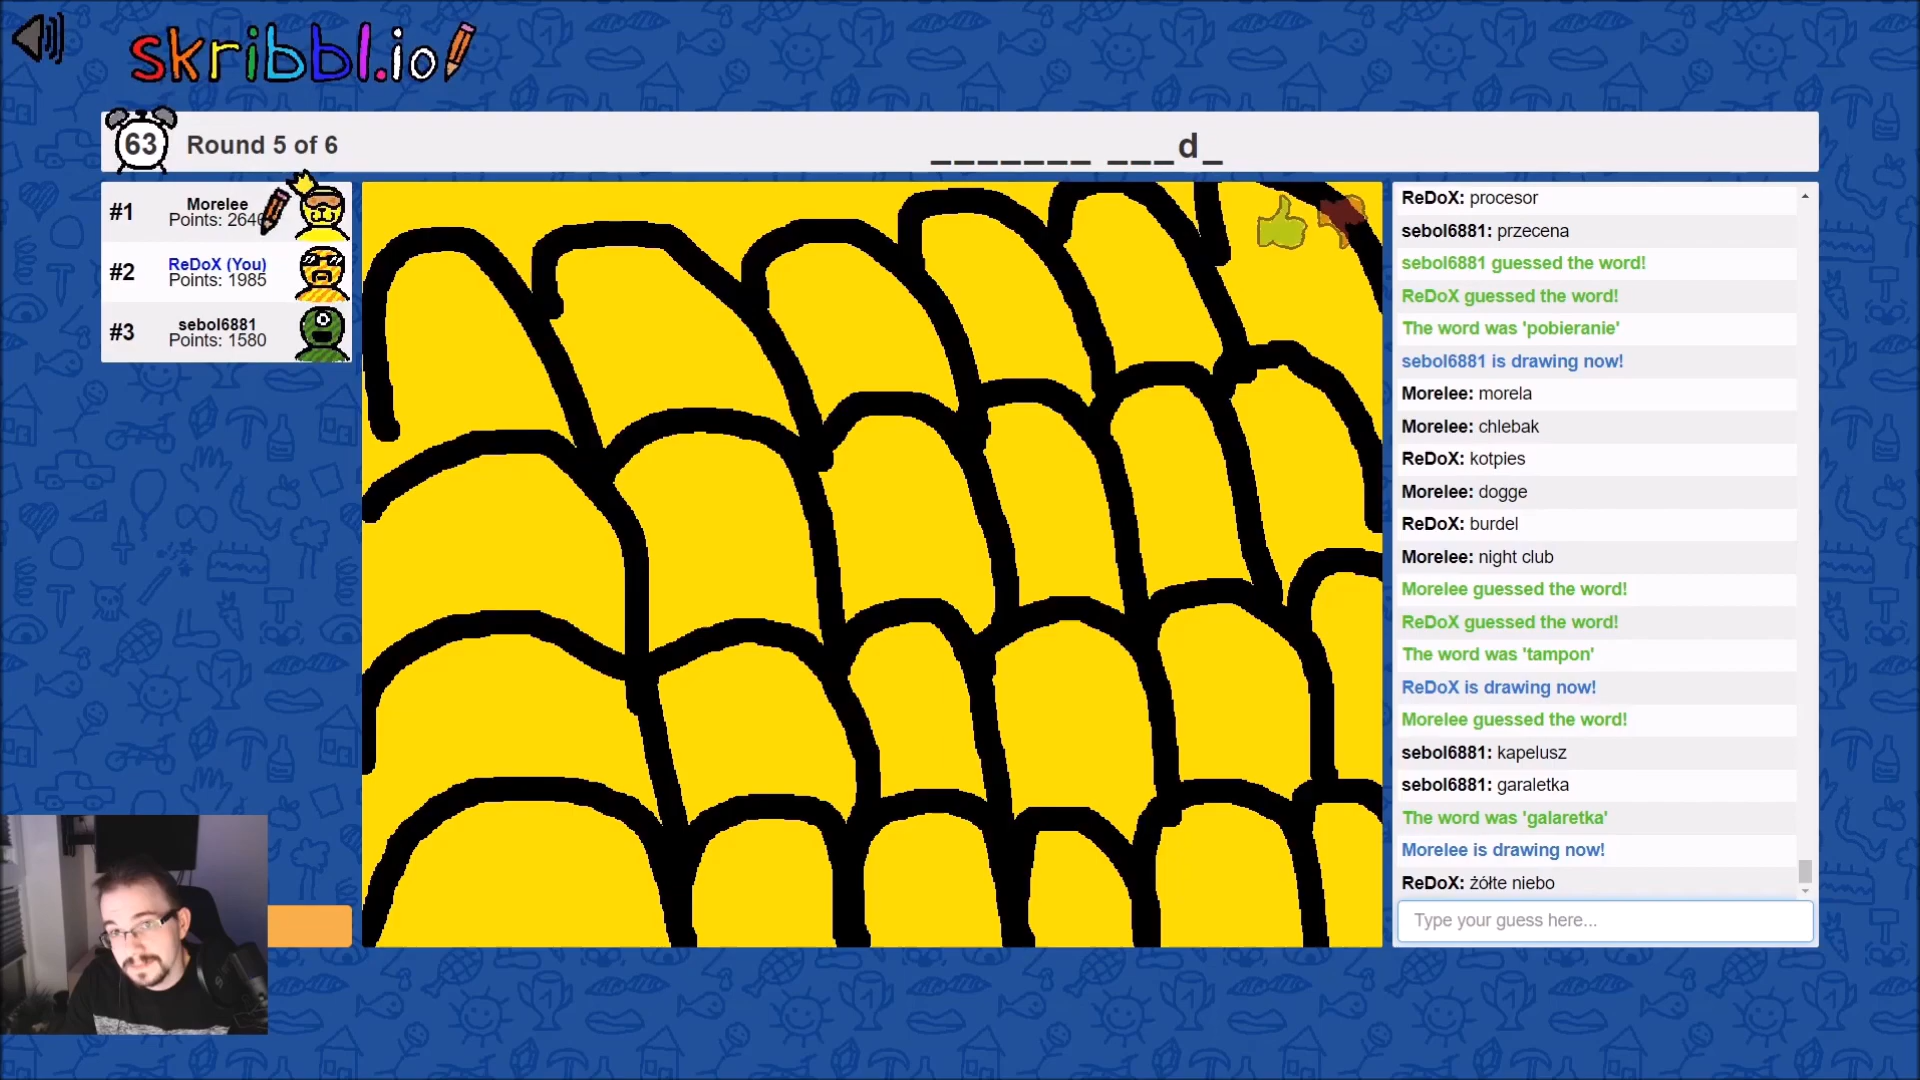 skribbl.io
63
Round 5 of 6
_______ ___d_
#1
Morelee
Points: 2646
#2
ReDoX (You)
Points: 1985
#3
sebol6881
Points: 1580
ReDoX: procesor
sebol6881: przecena
sebol6881 guessed the word!
ReDoX guessed the word!
The word was 'pobieranie'
sebol6881 is drawing now!
Morelee: morela
Morelee: chlebak
ReDoX: kotpies
Morelee: dogge
ReDoX: burdel
Morelee: night club
Morelee guessed the word!
ReDoX guessed the word!
The word was 'tampon'
ReDoX is drawing now!
Morelee guessed the word!
sebol6881: kapelusz
sebol6881: garaletka
The word was 'galaretka'
Morelee is drawing now!
ReDoX: żółte niebo
Type your guess here...